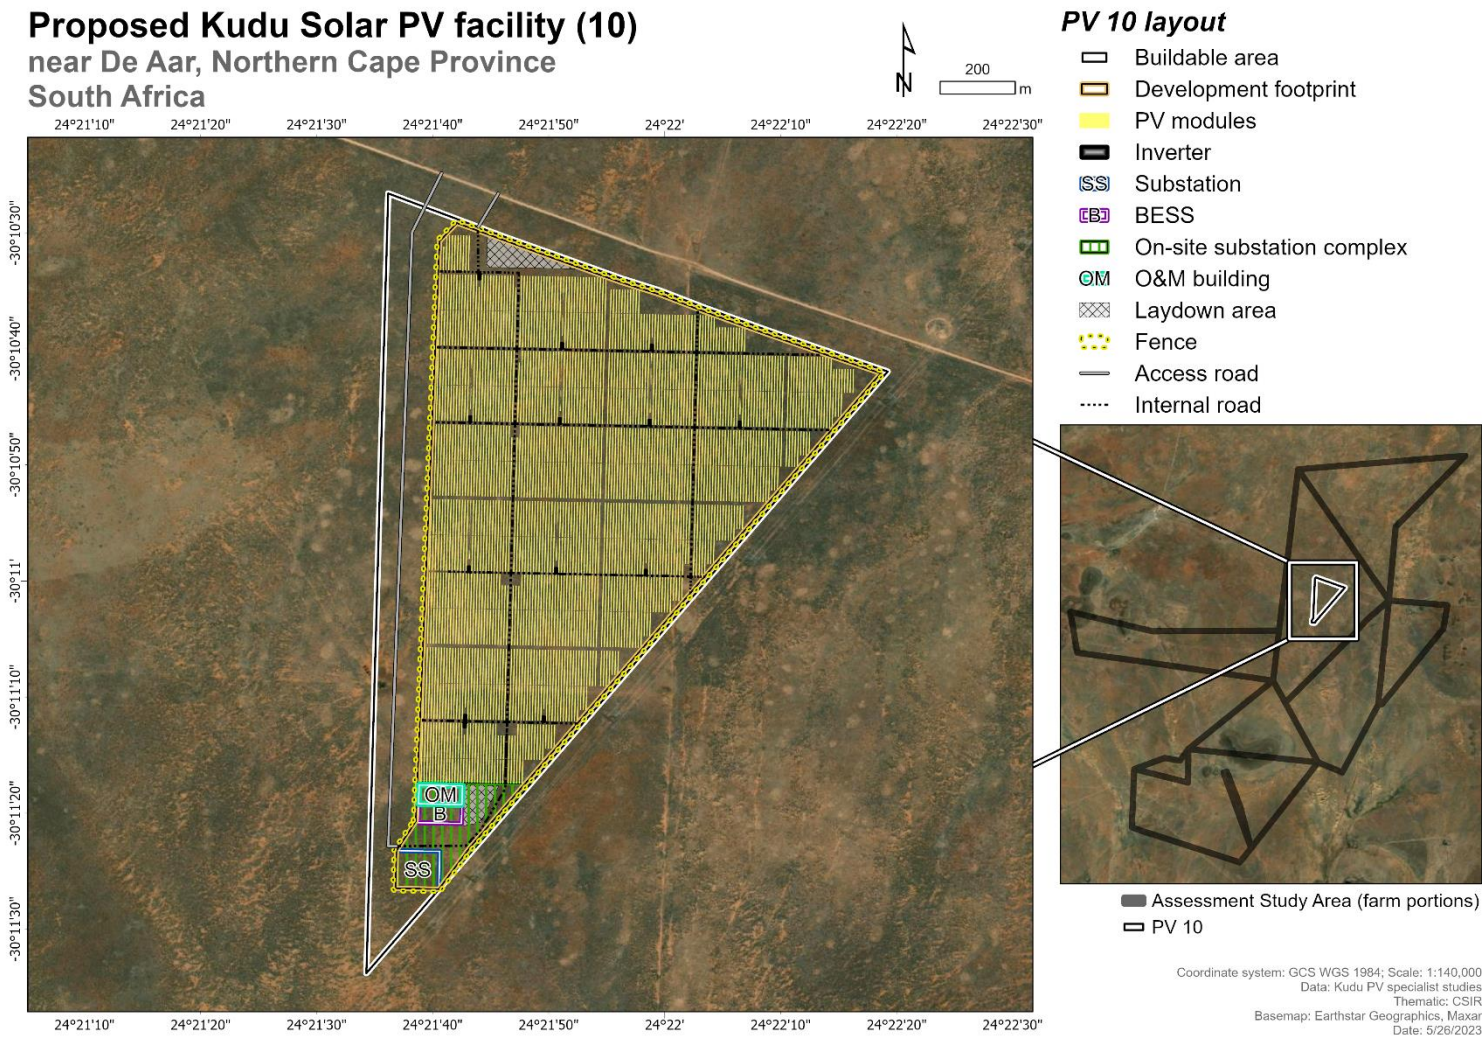 Proposed Kudu Solar PV facility (10)
near De Aar, Northern Cape Province
South Africa
N
200
m
24°21'10" 24°21'20" 24°21'30" 24°21'40" 24°21'50" 24°22' 24°22'10" 24°22'20" 24°22'30"
-30°10'30"
-30°10'40"
-30°10'50"
-30°11'
-30°11'10"
-30°11'20"
-30°11'30"
OM
B
SS
24°21'10" 24°21'20" 24°21'30" 24°21'40" 24°21'50" 24°22' 24°22'10" 24°22'20" 24°22'30"
PV 10 layout
Buildable area
Development footprint
PV modules
Inverter
SS Substation
B BESS
On-site substation complex
OM O&M building
Laydown area
Fence
Access road
Internal road
Assessment Study Area (farm portions)
PV 10
Coordinate system: GCS WGS 1984; Scale: 1:140,000
Data: Kudu PV specialist studies
Thematic: CSIR
Basemap: Earthstar Geographics, Maxar
Date: 5/26/2023